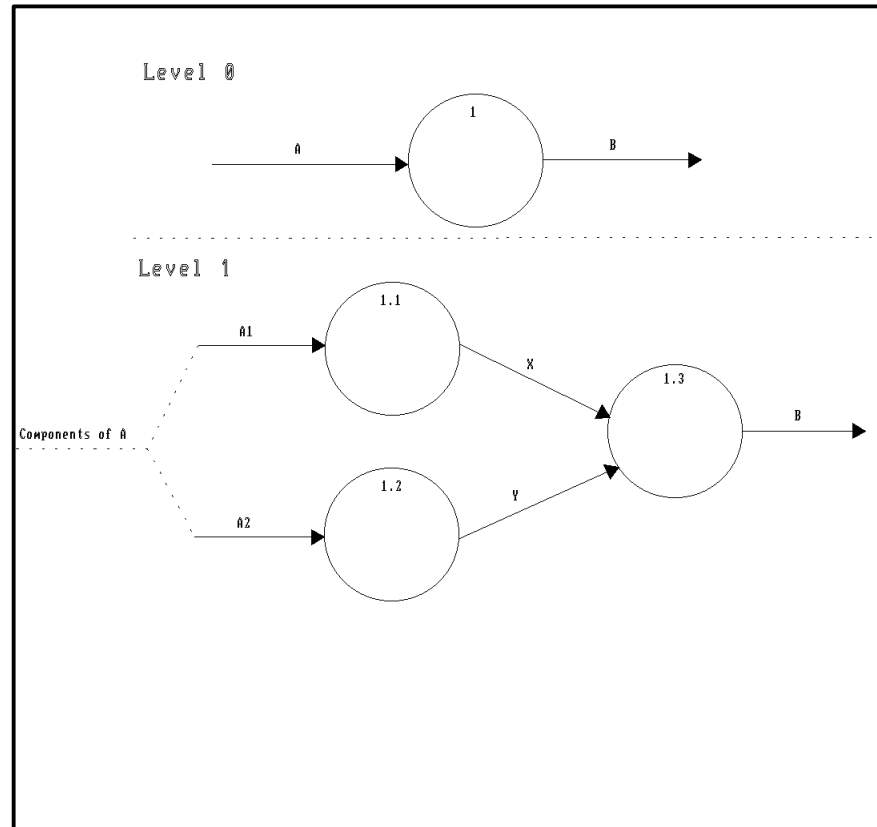 Level 0
1
A
B
Level 1
1.1
A1
X
1.3
B
Components of A
1.2
A2
Y